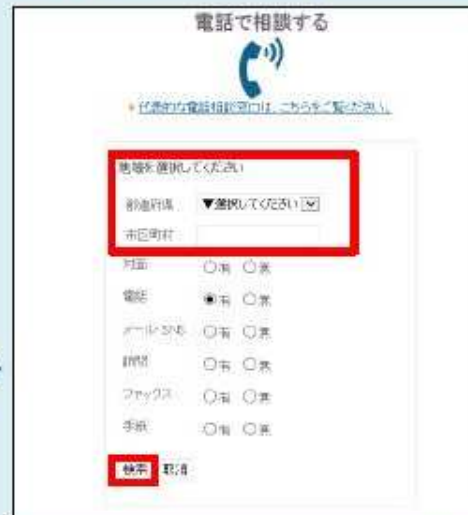 電話で相談する
代表的な電話相談窓口は、こちらをご覧ください。
地域を選択してください
都道府県 ▼選択してください
市区町村
対面 有 無
電話 有 無
メール・SNS 有 無
訪問 有 無
ファックス 有 無
手紙 有 無
検索 取消